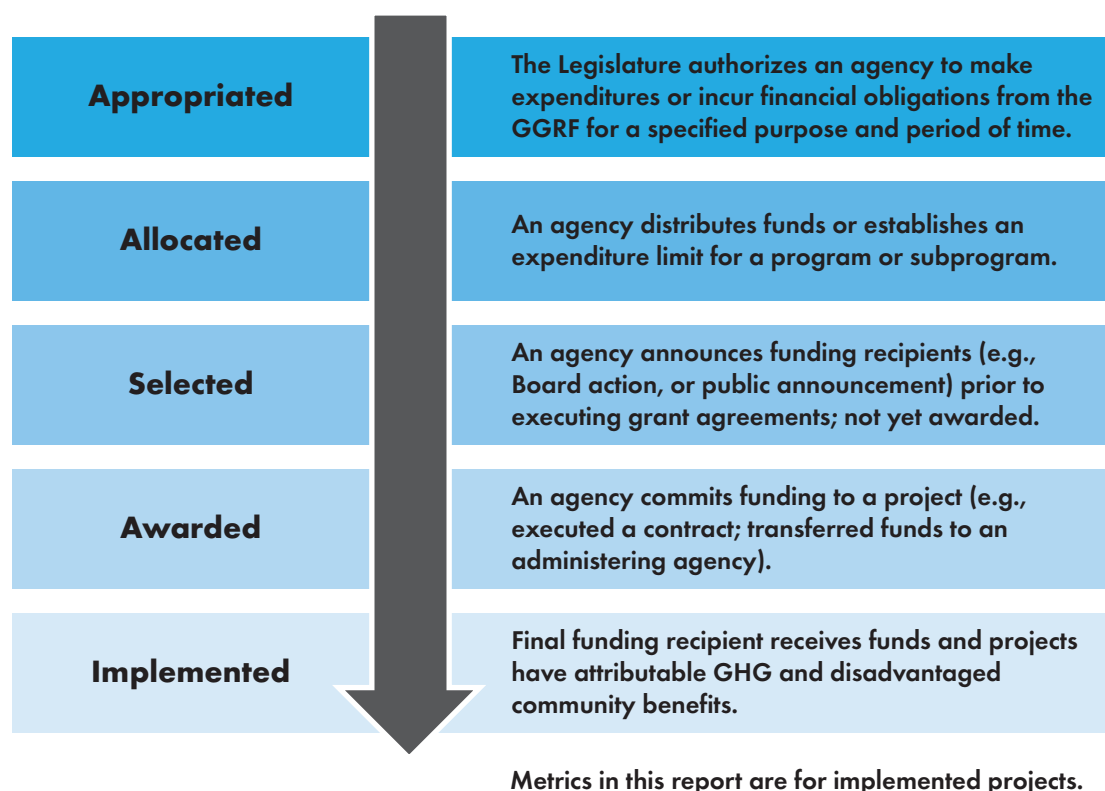 Appropriated
The Legislature authorizes an agency to make
expenditures or incur financial obligations from the
GGRF for a specified purpose and period of time.
Allocated
An agency distributes funds or establishes an
expenditure limit for a program or subprogram.
Selected
An agency announces funding recipients (e.g.,
Board action, or public announcement) prior to
executing grant agreements; not yet awarded.
Awarded
An agency commits funding to a project (e.g.,
executed a contract; transferred funds to an
administering agency).
Implemented
Final funding recipient receives funds and projects
have attributable GHG and disadvantaged
community benefits.
Metrics in this report are for implemented projects.